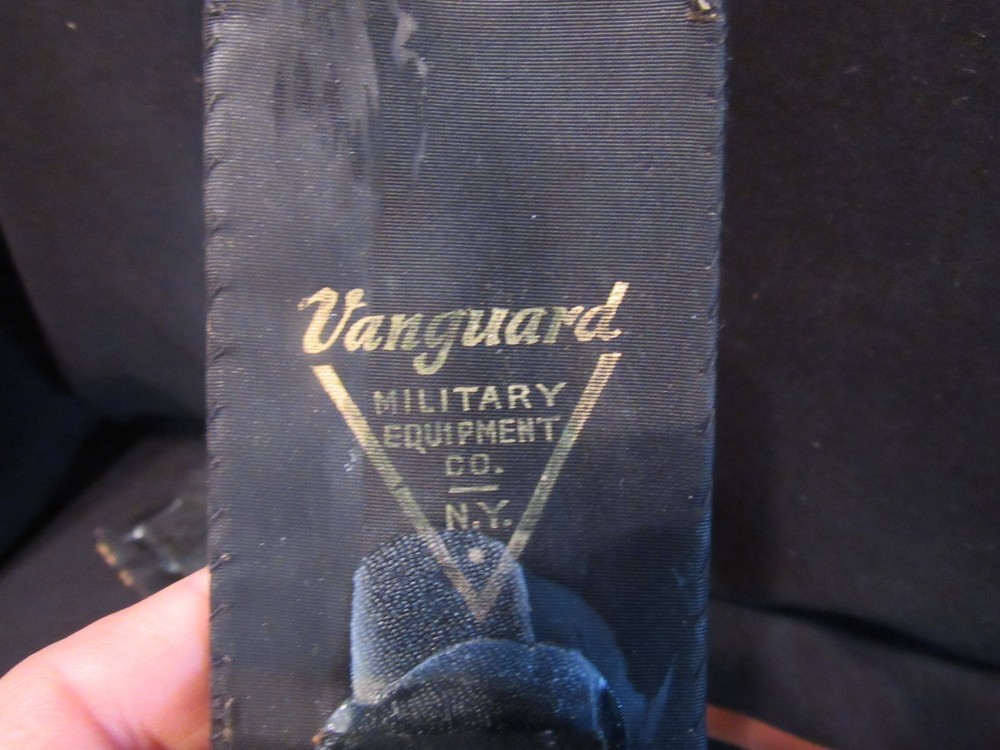 Vanguard
MILITARY
EQUIPMENT
CO.
N.Y.